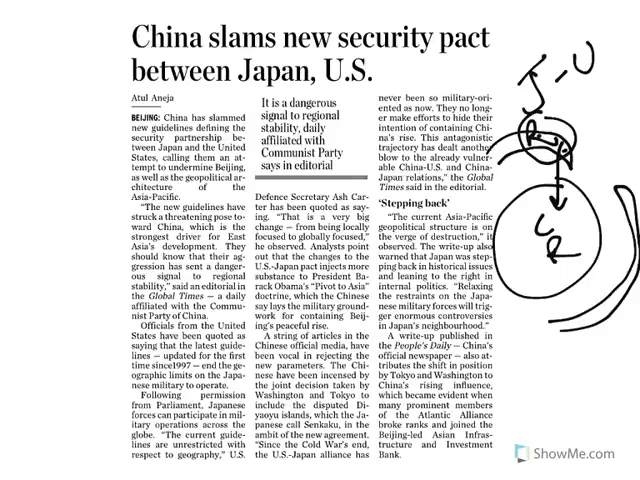 China slams new security pact
between Japan, U.S.
Atul Aneja
BEIJING: China has slammed
new guidelines defining the
security partnership be-
tween Japan and the United
States, calling them an at-
tempt to undermine Beijing,
as well as the geopolitical ar-
chitecture of the
Asia-Pacific.
“The new guidelines have
struck a threatening pose to-
ward China, which is the
strongest driver for East
Asia’s development. They
should know that their ag-
gression has sent a danger-
ous signal to regional
stability,” said an editorial in
the Global Times — a daily
affiliated with the Commu-
nist Party of China.
Officials from the United
States have been quoted as
saying that the latest guide-
lines — updated for the first
time since1997 — end the ge-
ographic limits on the Japa-
nese military to operate.
Following permission
from Parliament, Japanese
forces can participate in mil-
itary operations across the
globe. “The current guide-
lines are unrestricted with
respect to geography,” U.S.
It is a dangerous
signal to regional
stability, daily
affiliated with
Communist Party
says in editorial
Defence Secretary Ash Car-
ter has been quoted as say-
ing. “That is a very big
change — from being locally
focused to globally focused,”
he observed. Analysts point
out that the changes to the
U.S.-Japan pact injects more
substance to President Ba-
rack Obama’s “Pivot to Asia”
doctrine, which the Chinese
say lays the military ground-
work for containing Beij-
ing’s peaceful rise.
A string of articles in the
Chinese official media, have
been vocal in rejecting the
new parameters. The Chi-
nese have been incensed by
the joint decision taken by
Washington and Tokyo to
include the disputed Di-
yaoyu islands, which the Ja-
panese call Senkaku, in the
ambit of the new agreement.
“Since the Cold War’s end,
the U.S.-Japan alliance has
never been so military-ori-
ented as now. They no long-
er make efforts to hide their
intention of containing Chi-
na’s rise. This antagonistic
trajectory has dealt another
blow to the already vulner-
able China-U.S. and China-
Japan relations,” the Global
Times said in the editorial.
‘Stepping back’
“The current Asia-Pacific
geopolitical structure is on
the verge of destruction,” it
observed. The write-up also
warned that Japan was step-
ping back in historical issues
and leaning to the right in
internal politics. “Relaxing
the restraints on the Japa-
nese military forces will trig-
ger enormous controversies
in Japan’s neighbourhood.”
A write-up published in
the People’s Daily — China’s
official newspaper — also at-
tributes the shift in position
by Tokyo and Washington to
China’s rising influence,
which became evident when
many prominent members
of the Atlantic Alliance
broke ranks and joined the
Beijing-led Asian Infras-
tructure and Investment
Bank.
J - U
CR
ShowMe.com